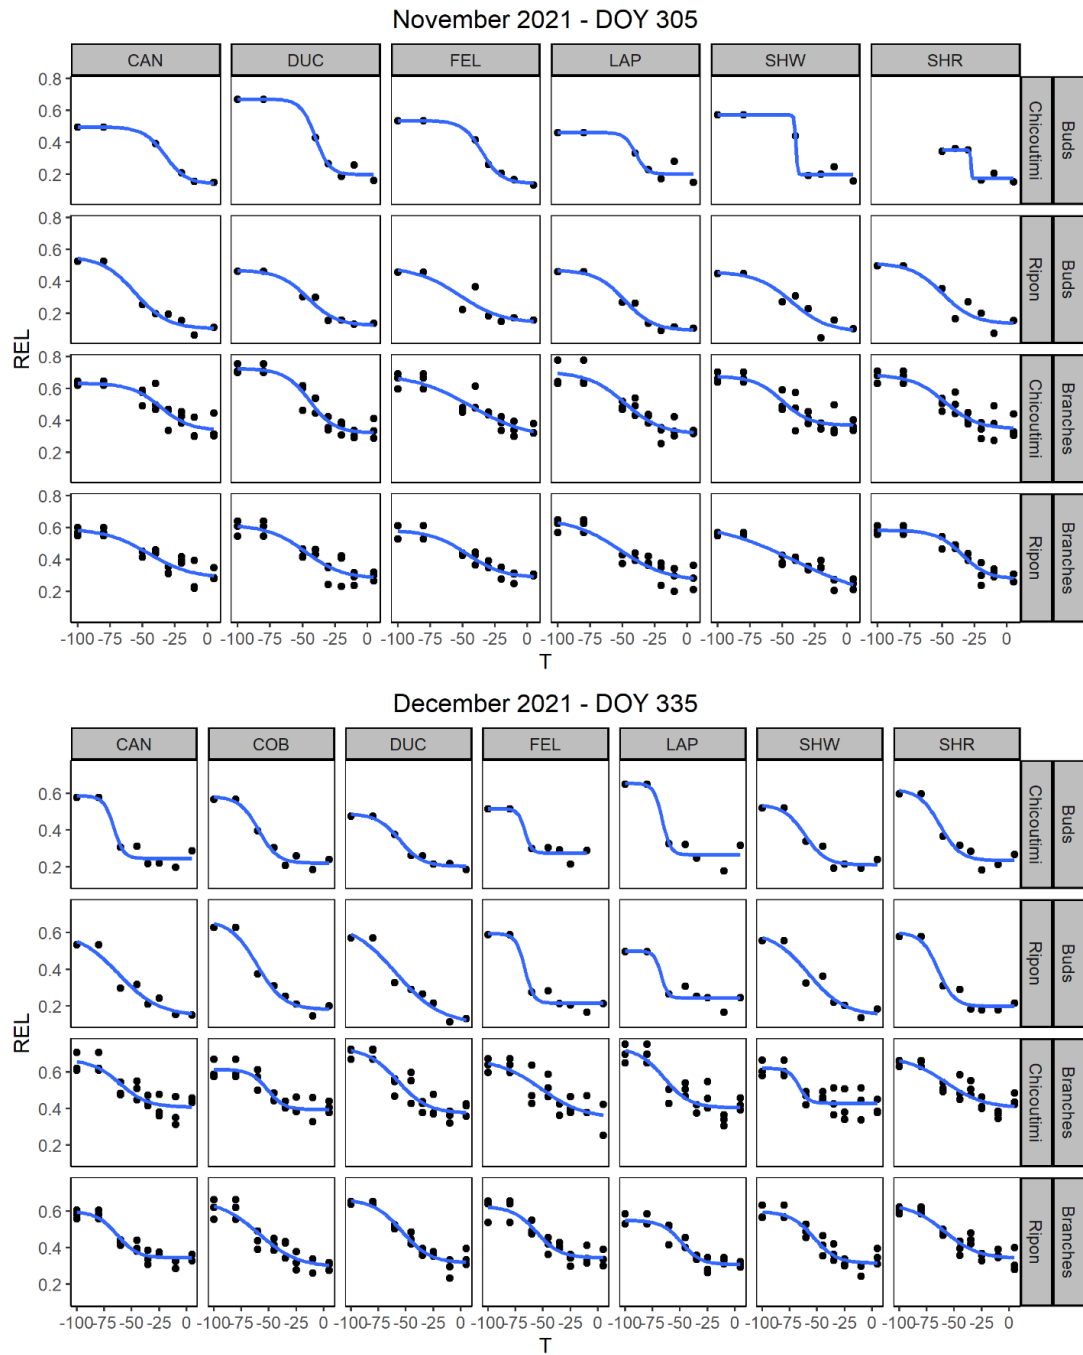 November 2021 - DOY 305
CAN DUC FEL LAP SHW SHR
0.8
0.6
0.4
0.2
Chicoutimi Buds
0.8
0.6
0.4
0.2
Ripon Buds
REL
0.8
0.6
0.4
0.2
Chicoutimi Branches
0.8
0.6
0.4
0.2
Ripon Branches
-100 -75 -50 -25 0 -100 -75 -50 -25 0 -100 -75 -50 -25 0 -100 -75 -50 -25 0 -100 -75 -50 -25 0 -100 -75 -50 -25 0
T
December 2021 - DOY 335
CAN COB DUC FEL LAP SHW SHR
0.6
0.4
0.2
Chicoutimi Buds
0.6
0.4
0.2
Ripon Buds
REL
0.6
0.4
0.2
Chicoutimi Branches
0.6
0.4
0.2
Ripon Branches
-100 -75 -50 -25 0 -100 -75 -50 -25 0 -100 -75 -50 -25 0 -100 -75 -50 -25 0 -100 -75 -50 -25 0 -100 -75 -50 -25 0 -100 -75 -50 -25 0
T